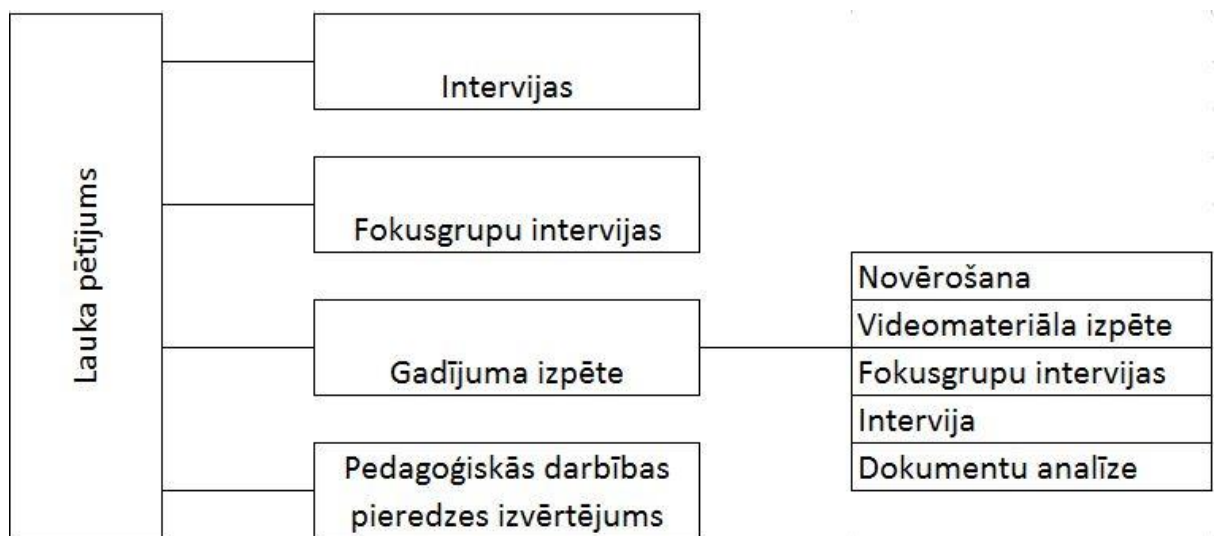 Lauka pētījums
Intervijas
Fokusgrupu intervijas
Gadījuma izpēte
Pedagoģiskās darbības
pieredzes izvērtējums
Novērošana
Videomateriāla izpēte
Fokusgrupu intervijas
Intervija
Dokumentu analīze